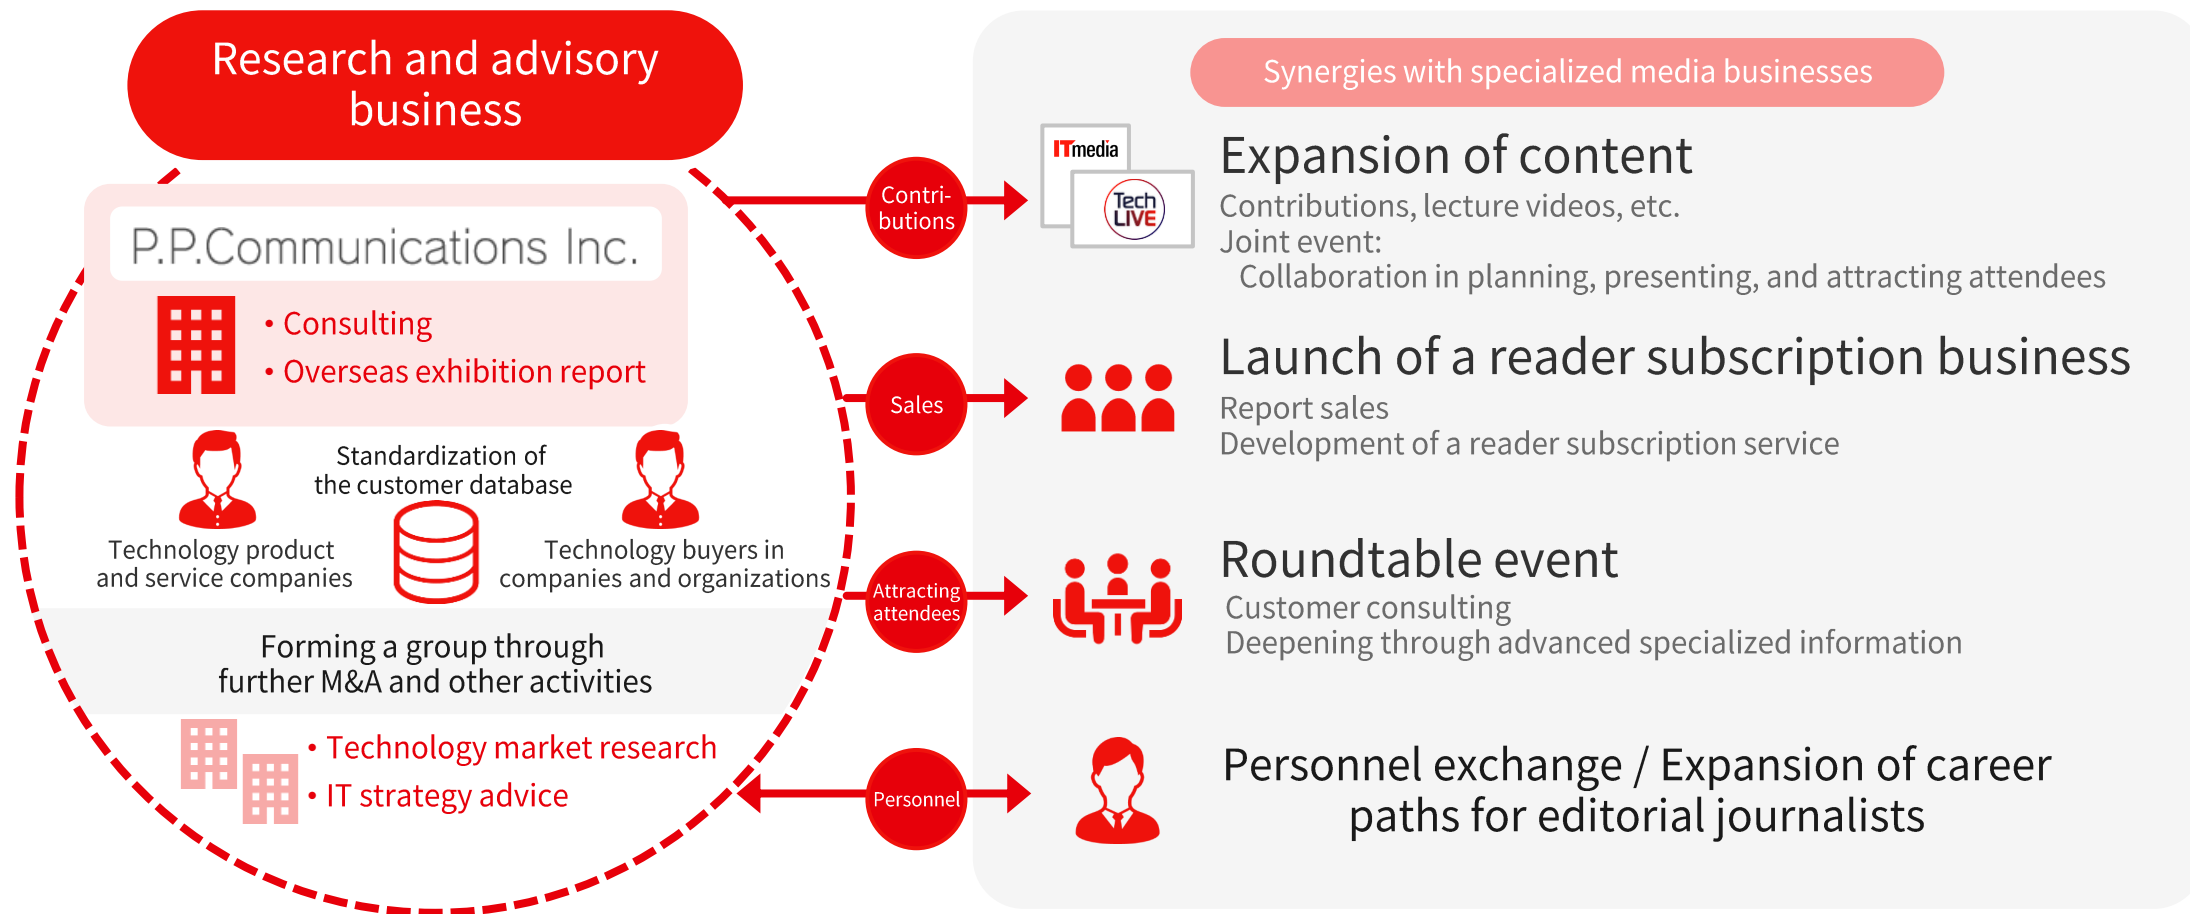 Research and advisory
business
P.P.Communications Inc.
・Consulting
・Overseas exhibition report
Standardization of
the customer database
Technology product
and service companies
Technology buyers in
companies and organizations
Forming a group through
further M&A and other activities
・Technology market research
・IT strategy advice
Contri-
butions
Sales
Attracting
attendees
Personnel
Synergies with specialized media businesses
ITmedia
Tech
LIVE
Expansion of content
Contributions, lecture videos, etc.
Joint event:
Collaboration in planning, presenting, and attracting attendees
Launch of a reader subscription business
Report sales
Development of a reader subscription service
Roundtable event
Customer consulting
Deepening through advanced specialized information
Personnel exchange / Expansion of career
paths for editorial journalists